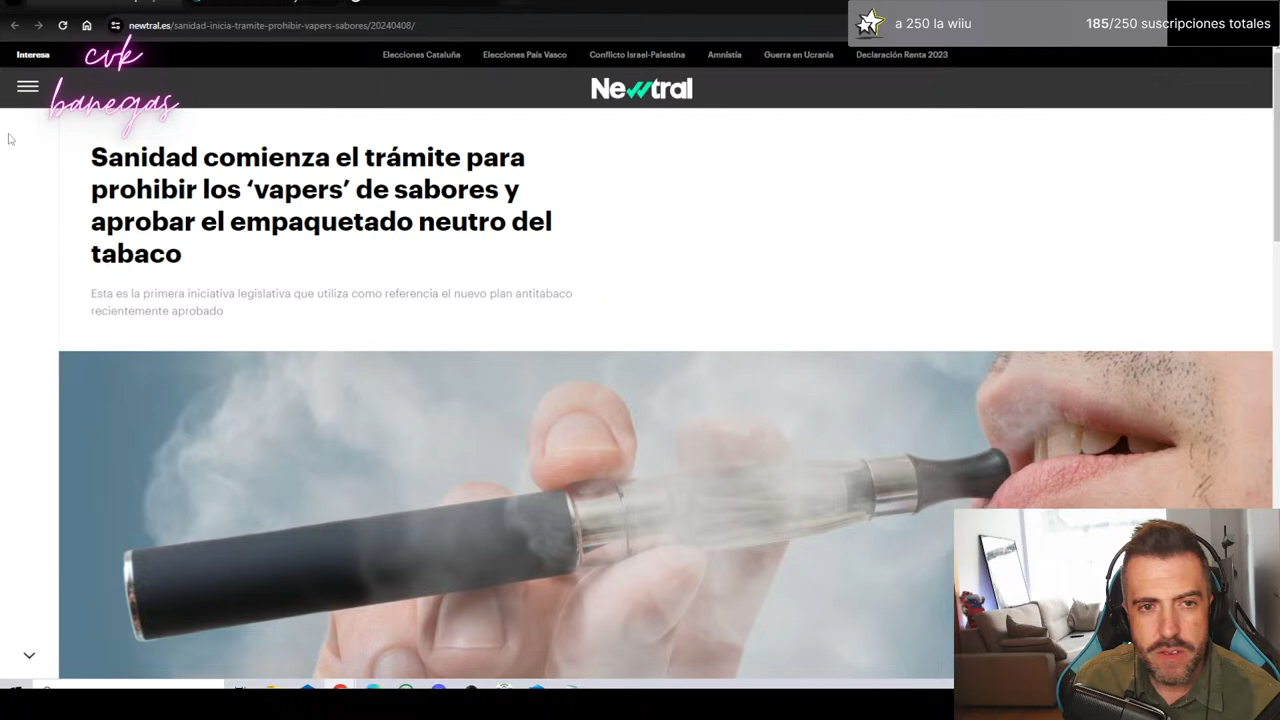 newtral.es/sanidad-inicia-tramite-prohibir-vapers-sabores/20240408/
a 250 la wiiu
185/250 suscripciones totales
Interesa
Elecciones Cataluña
Elecciones País Vasco
Conflicto Israel-Palestina
Amnistía
Guerra en Ucrania
Declaración Renta 2023
cvk
banegas
Newtral
Sanidad comienza el trámite para
prohibir los ‘vapers’ de sabores y
aprobar el empaquetado neutro del
tabaco
Esta es la primera iniciativa legislativa que utiliza como referencia el nuevo plan antitabaco
recientemente aprobado